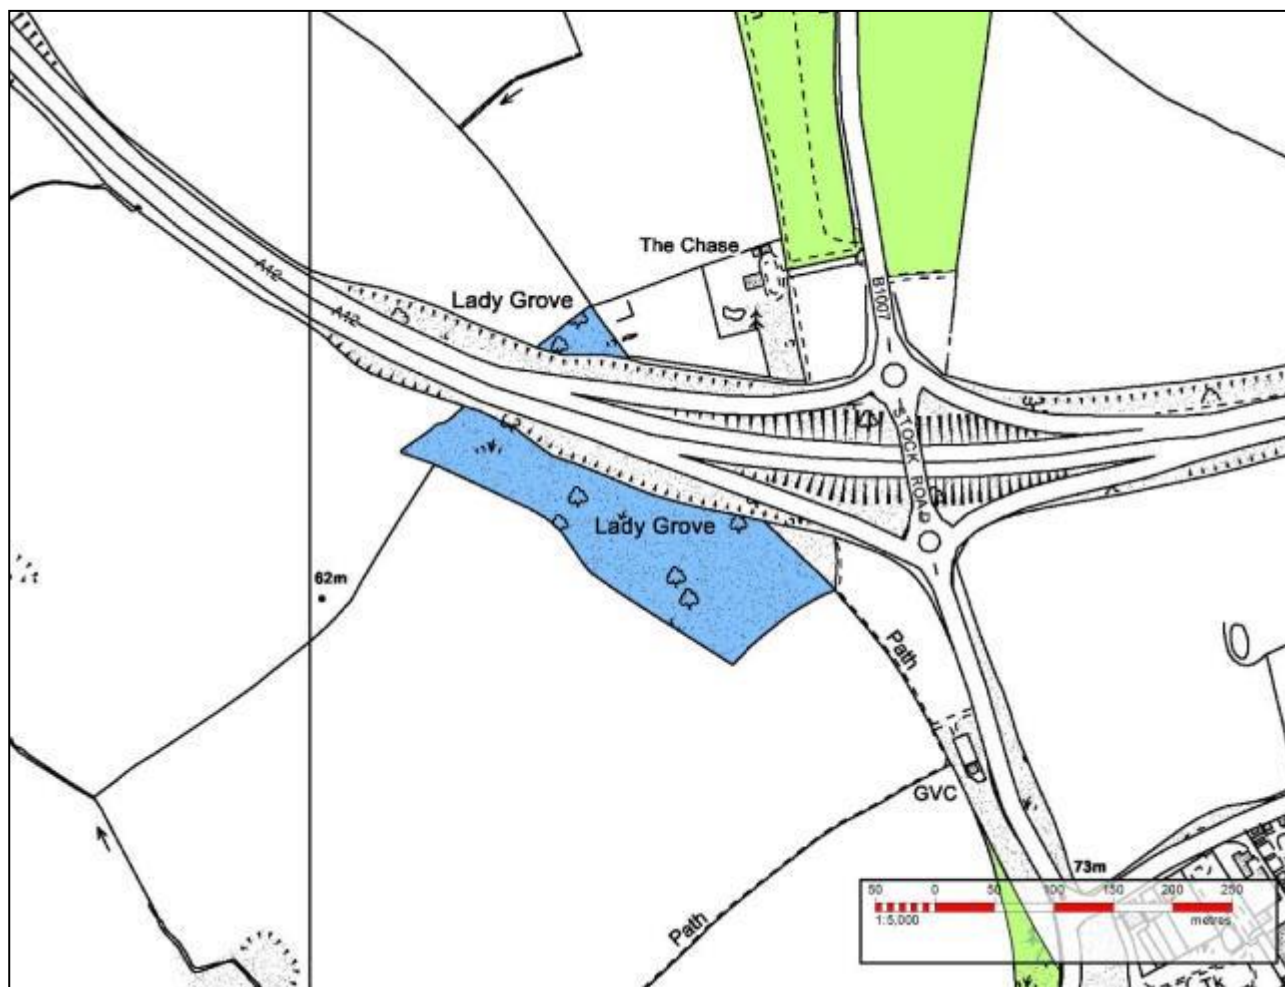 The Chase
A12
B1007
Lady Grove
A12
STOCK ROAD
Lady Grove
62m
Path
GVC
73m
50 0 50 100 150 200 250
1:5,000 metres
Path